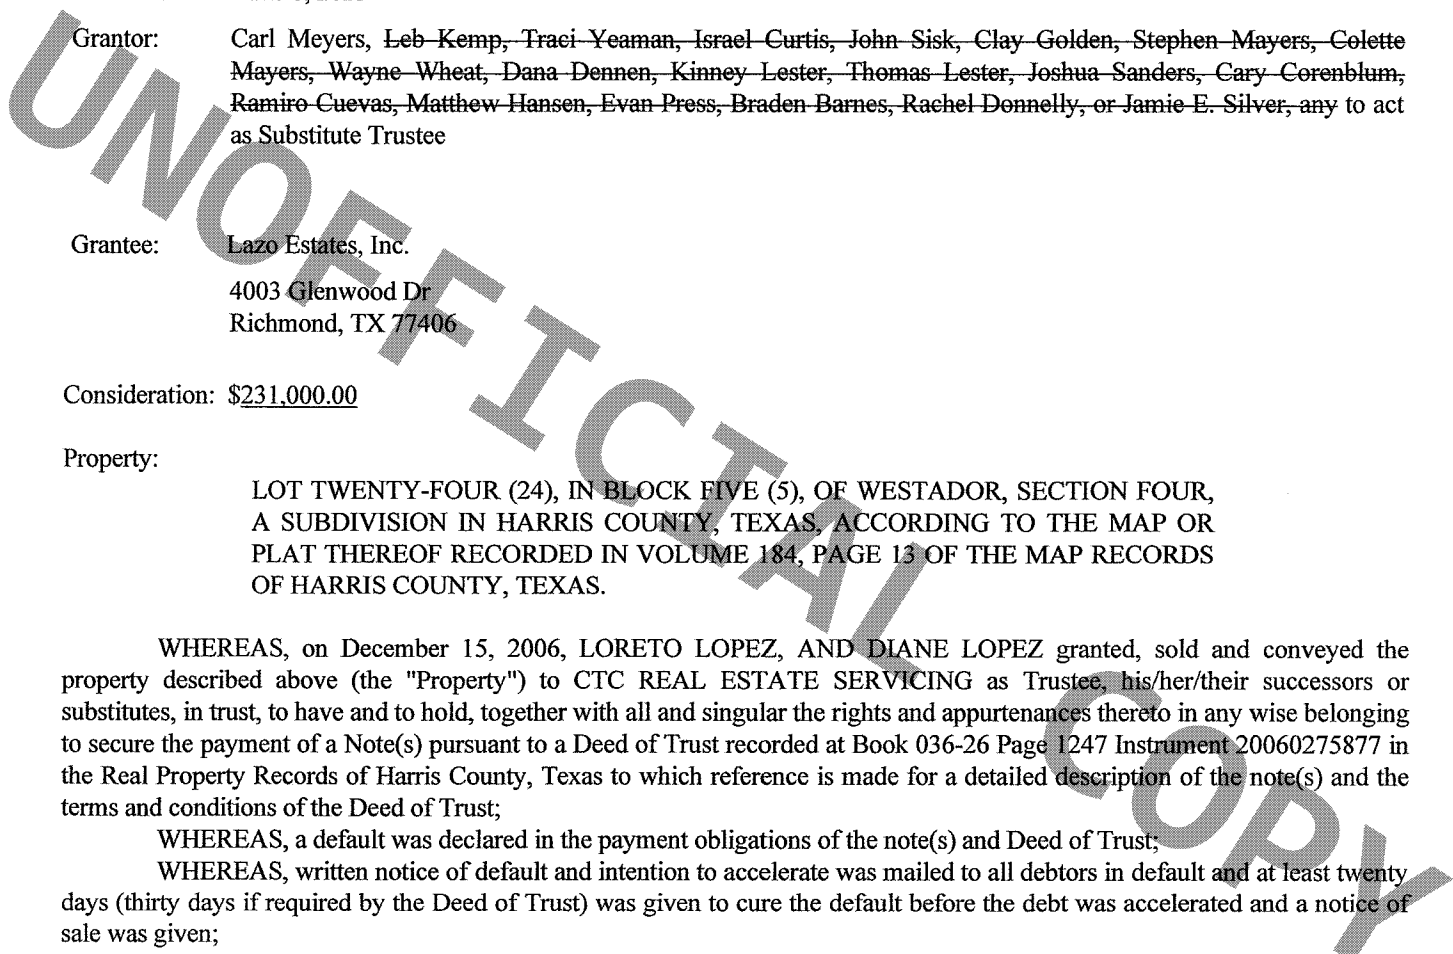 Grantor: Carl Meyers, Leb Kemp, Traci Yeaman, Israel Curtis, John Sisk, Clay Golden, Stephen Mayers, Colette
Mayers, Wayne Wheat, Dana Dennen, Kinney Lester, Thomas Lester, Joshua Sanders, Cary Corenblum,
Ramiro Cuevas, Matthew Hansen, Evan Press, Braden Barnes, Rachel Donnelly, or Jamie E. Silver, any to act
as Substitute Trustee
Grantee: Lazo Estates, Inc.
4003 Glenwood Dr
Richmond, TX 77406
Consideration: $231,000.00
Property:
LOT TWENTY-FOUR (24), IN BLOCK FIVE (5), OF WESTADOR, SECTION FOUR,
A SUBDIVISION IN HARRIS COUNTY, TEXAS, ACCORDING TO THE MAP OR
PLAT THEREOF RECORDED IN VOLUME 184, PAGE 13 OF THE MAP RECORDS
OF HARRIS COUNTY, TEXAS.
WHEREAS, on December 15, 2006, LORETO LOPEZ, AND DIANE LOPEZ granted, sold and conveyed the
property described above (the "Property") to CTC REAL ESTATE SERVICING as Trustee, his/her/their successors or
substitutes, in trust, to have and to hold, together with all and singular the rights and appurtenances thereto in any wise belonging
to secure the payment of a Note(s) pursuant to a Deed of Trust recorded at Book 036-26 Page 1247 Instrument 20060275877 in
the Real Property Records of Harris County, Texas to which reference is made for a detailed description of the note(s) and the
terms and conditions of the Deed of Trust;
WHEREAS, a default was declared in the payment obligations of the note(s) and Deed of Trust;
WHEREAS, written notice of default and intention to accelerate was mailed to all debtors in default and at least twenty
days (thirty days if required by the Deed of Trust) was given to cure the default before the debt was accelerated and a notice of
sale was given;
UNOFFICIAL COPY